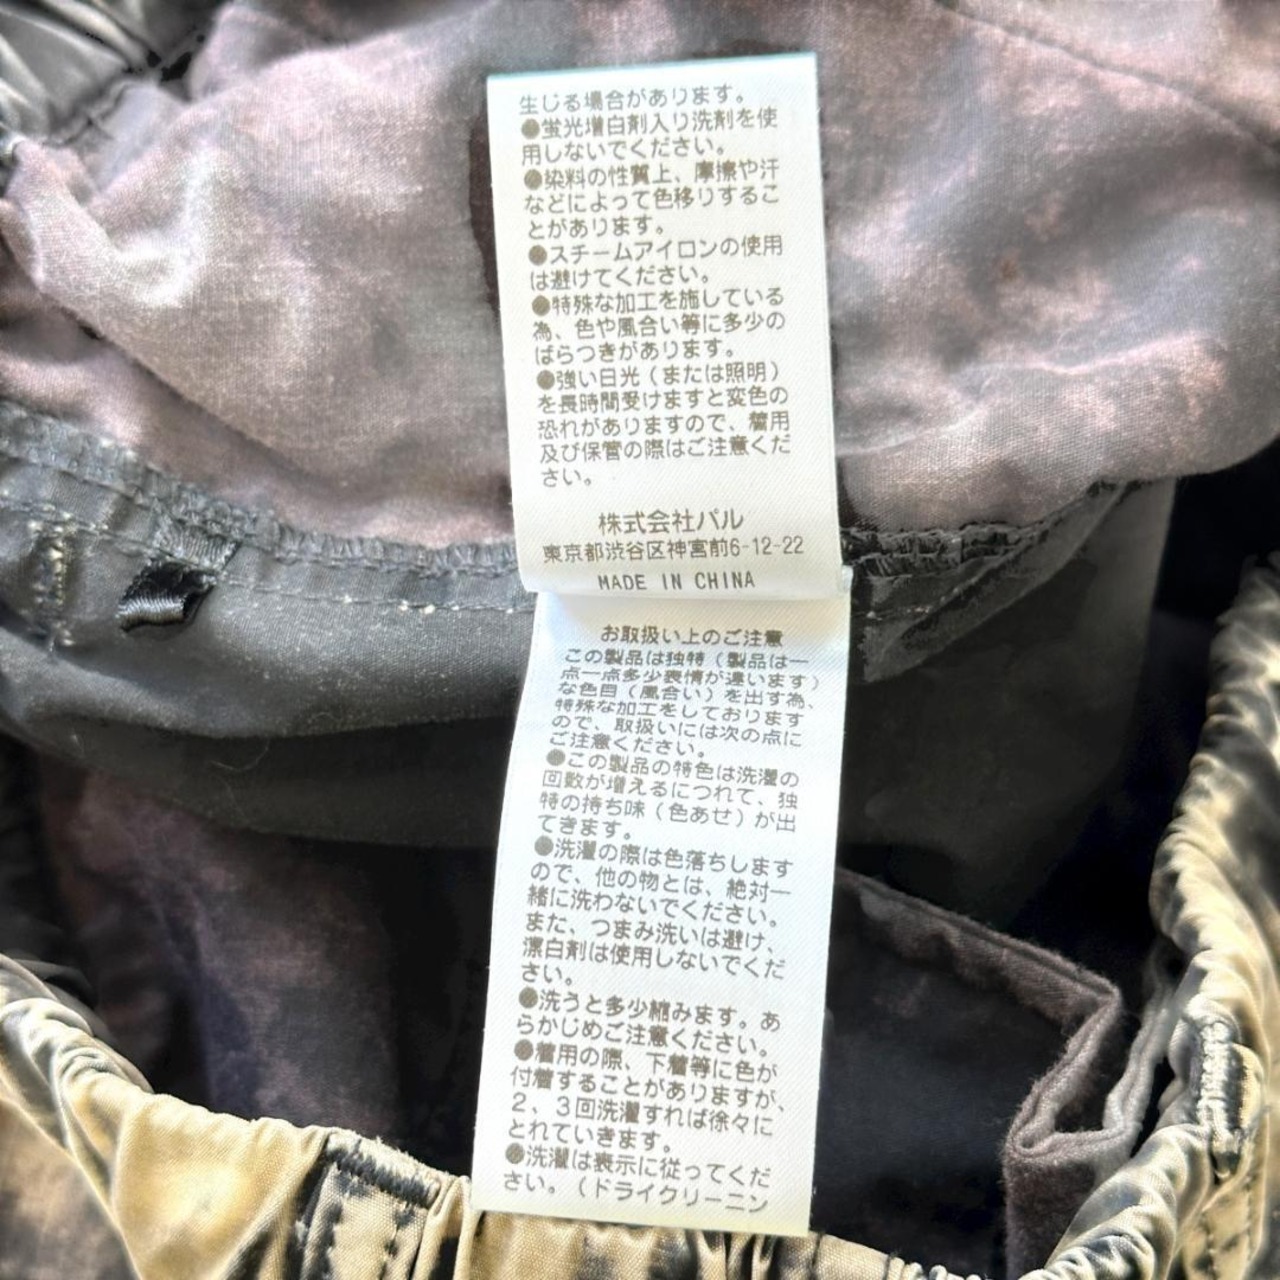 生じる場合があります。
●蛍光増白剤入り洗剤を使
用しないでください。
●染料の性質上、摩擦や汗
などによって色移りするこ
とがあります。
●スチームアイロンの使用
は避けてください。
●特殊な加工を施している
為、色や風合い等に多少の
ばらつきがあります。
●強い日光(または照明)
を長時間受けますと変色の
恐れがありますので、着用
及び保管の際はご注意くだ
さい。
株式会社パル
東京都渋谷区神宮前6-12-22
MADE IN CHINA
お取扱い上のご注意
この製品は独特(製品は一
点一点多少表情が違います)
な色目(風合い)を出す為、
特殊な加工をしております
ので、取扱いには次の点に
ご注意ください。
●この製品の特色は洗濯の
回数が増えるにつれて、独
特の持ち味(色あせ)が出
てきます。
●洗濯の際は色落ちします
ので、他の物とは、絶対一
緒に洗わないでください。
また、つまみ洗いは避け、
漂白剤は使用しないでくだ
さい。
●洗うと多少縮みます。あ
らかじめご注意ください。
●着用の際、下着等に色が
付着することがありますが、
2、3回洗濯すれば徐々に
とれていきます。
●洗濯は表示に従ってくだ
さい。(ドライクリーニン